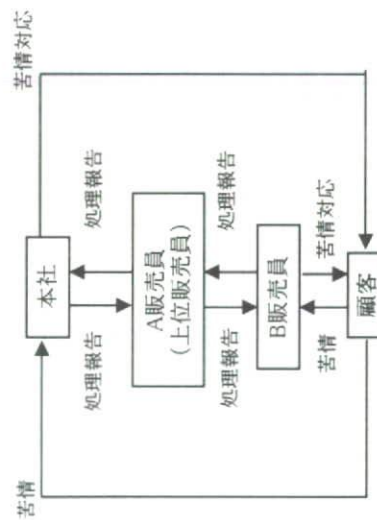 苦情
苦情対応
本社
処理報告
処理報告
A販売員
(上位販売員)
処理報告
処理報告
B販売員
苦情
苦情対応
顧客